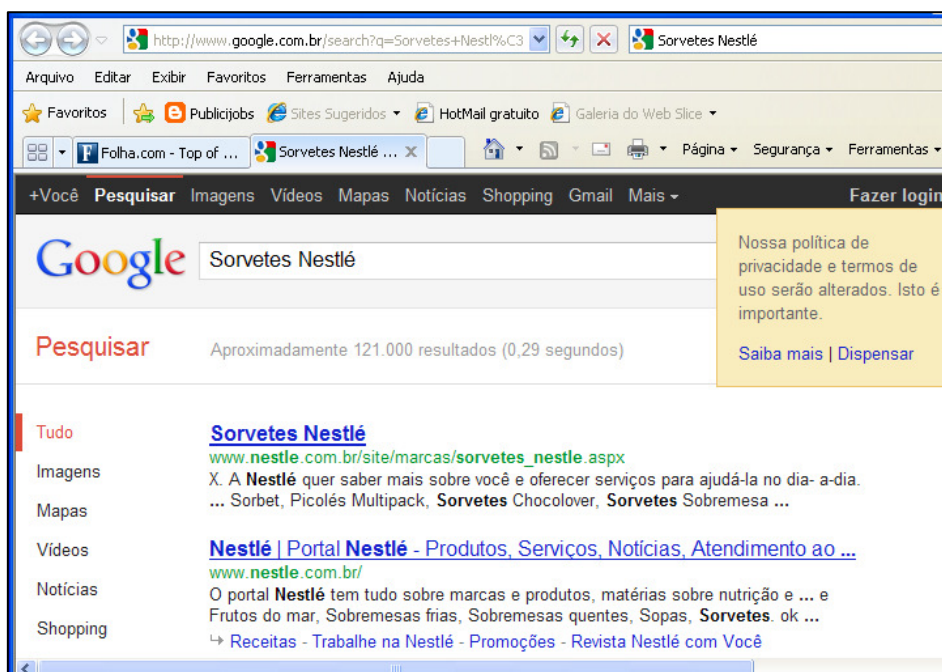 http://www.google.com.br/search?q=Sorvetes+Nestl%C3 Sorvetes Nestlé
Arquivo Editar Exibir Favoritos Ferramentas Ajuda
Favoritos Publicijobs Sites Sugeridos HotMail gratuito Galeria do Web Slice
Folha.com - Top of ... Sorvetes Nestlé ... Página Segurança Ferramentas
+Você Pesquisar Imagens Vídeos Mapas Notícias Shopping Gmail Mais Fazer login
Google Sorvetes Nestlé
Nossa política de
privacidade e termos de
uso serão alterados. Isto é
importante.
Saiba mais | Dispensar
Pesquisar Aproximadamente 121.000 resultados (0,29 segundos)
Tudo
Imagens
Mapas
Vídeos
Notícias
Shopping
Sorvetes Nestlé
www.nestle.com.br/site/marcas/sorvetes_nestle.aspx
X. A Nestlé quer saber mais sobre você e oferecer serviços para ajudá-la no dia- a-dia.
... Sorbet, Picolés Multipack, Sorvetes Chocolover, Sorvetes Sobremesa ...
Nestlé | Portal Nestlé - Produtos, Serviços, Notícias, Atendimento ao ...
www.nestle.com.br/
O portal Nestlé tem tudo sobre marcas e produtos, matérias sobre nutrição e ... e
Frutos do mar, Sobremesas frias, Sobremesas quentes, Sopas, Sorvetes. ok ...
Receitas - Trabalhe na Nestlé - Promoções - Revista Nestlé com Você